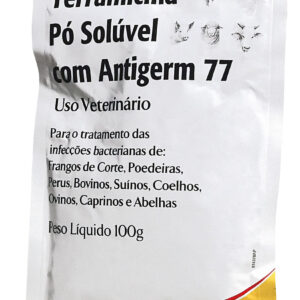 Terramicina
Pó Solúvel
com Antigerm 77
Uso Veterinário
Para o tratamento das
infecções bacterianas de:
Frangos de Corte, Poedeiras,
Perus, Bovinos, Suínos, Coelhos,
Ovinos, Caprinos e Abelhas
Peso Líquido 100g